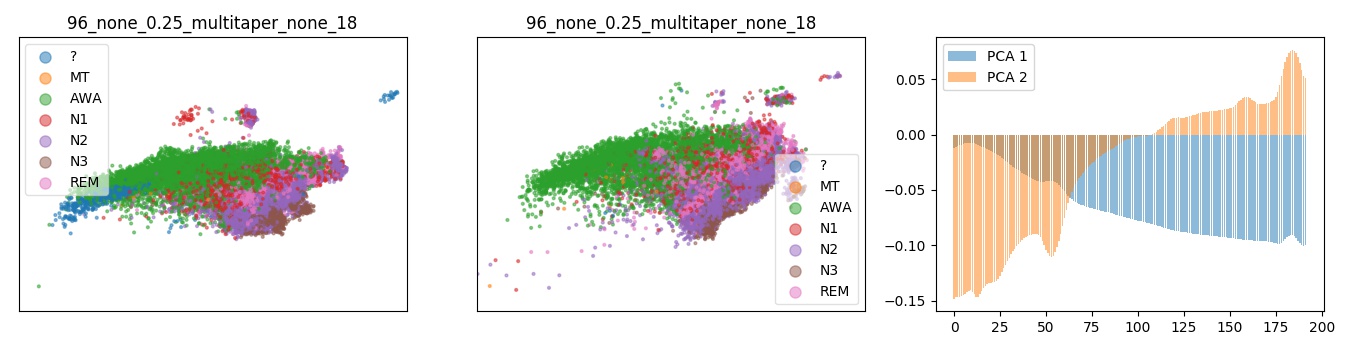 96_none_0.25_multitaper_none_18
?
MT
AWA
N1
N2
N3
REM
96_none_0.25_multitaper_none_18
?
MT
AWA
N1
N2
N3
REM
PCA 1
PCA 2
0.05
0.00
−0.05
−0.10
−0.15
0 25 50 75 100 125 150 175 200